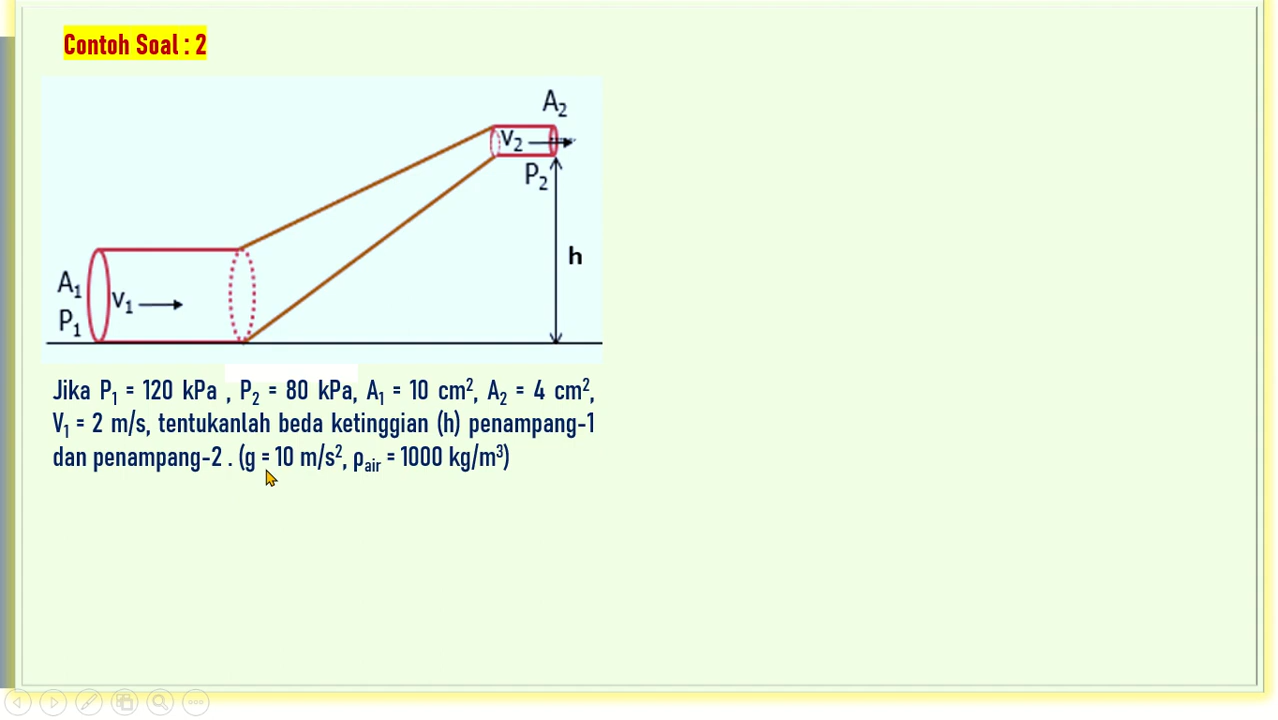 Contoh Soal : 2
A₂
V₂
P₂
h
A₁
V₁
P₁
Jika P₁ = 120 kPa , P₂ = 80 kPa, A₁ = 10 cm², A₂ = 4 cm²,
V₁ = 2 m/s, tentukanlah beda ketinggian (h) penampang-1
dan penampang-2 . (g = 10 m/s², ρair = 1000 kg/m³)